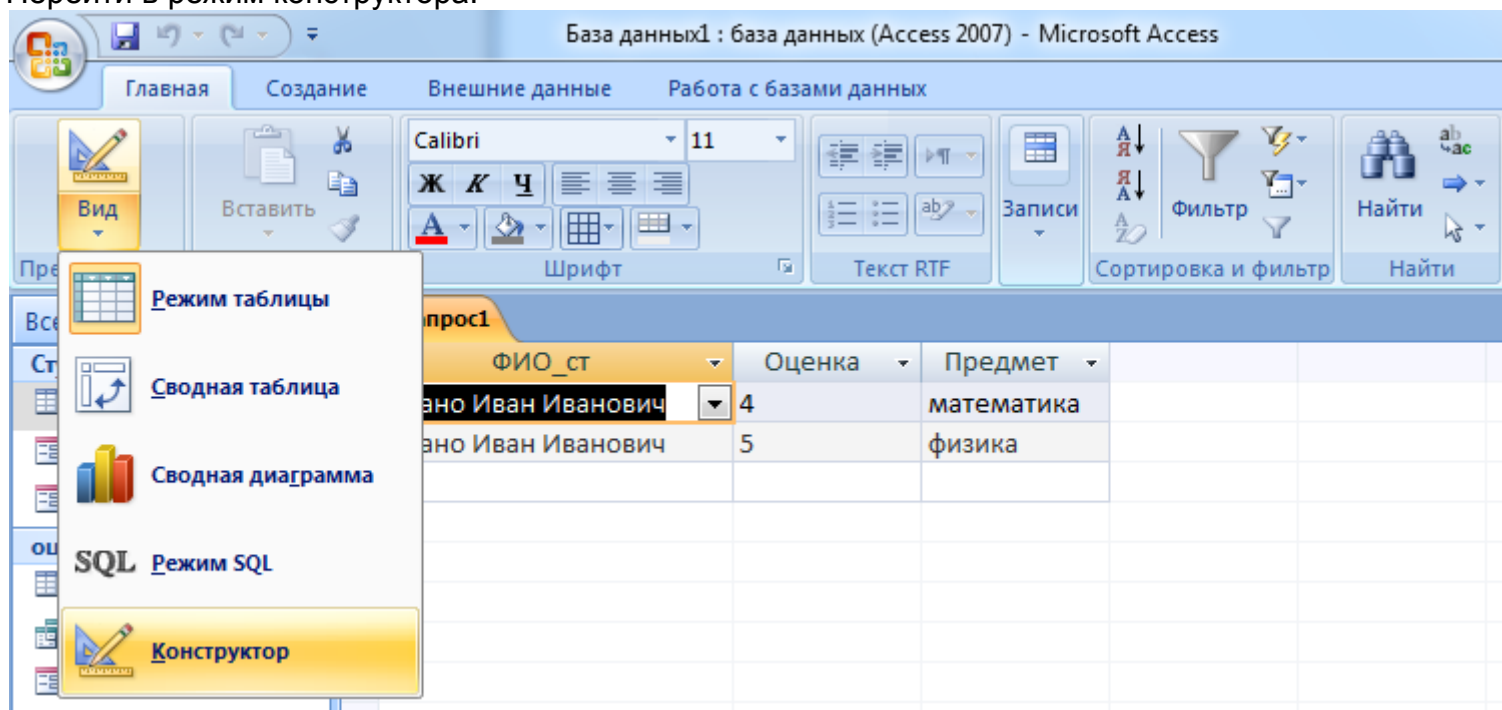 Перейти в режим конструктора.
База данных1 : база данных (Access 2007) - Microsoft Access
Главная Создание Внешние данные Работа с базами данных
Calibri 11
Ж К Ч
Вид Вставить Записи Фильтр Найти
Шрифт Текст RTF Сортировка и фильтр Найти
Режим таблицы
Сводная таблица
Сводная диаграмма
SQL Режим SQL
Конструктор
ФИО_ст Оценка Предмет
Иван Иванович 4 математика
Иван Иванович 5 физика